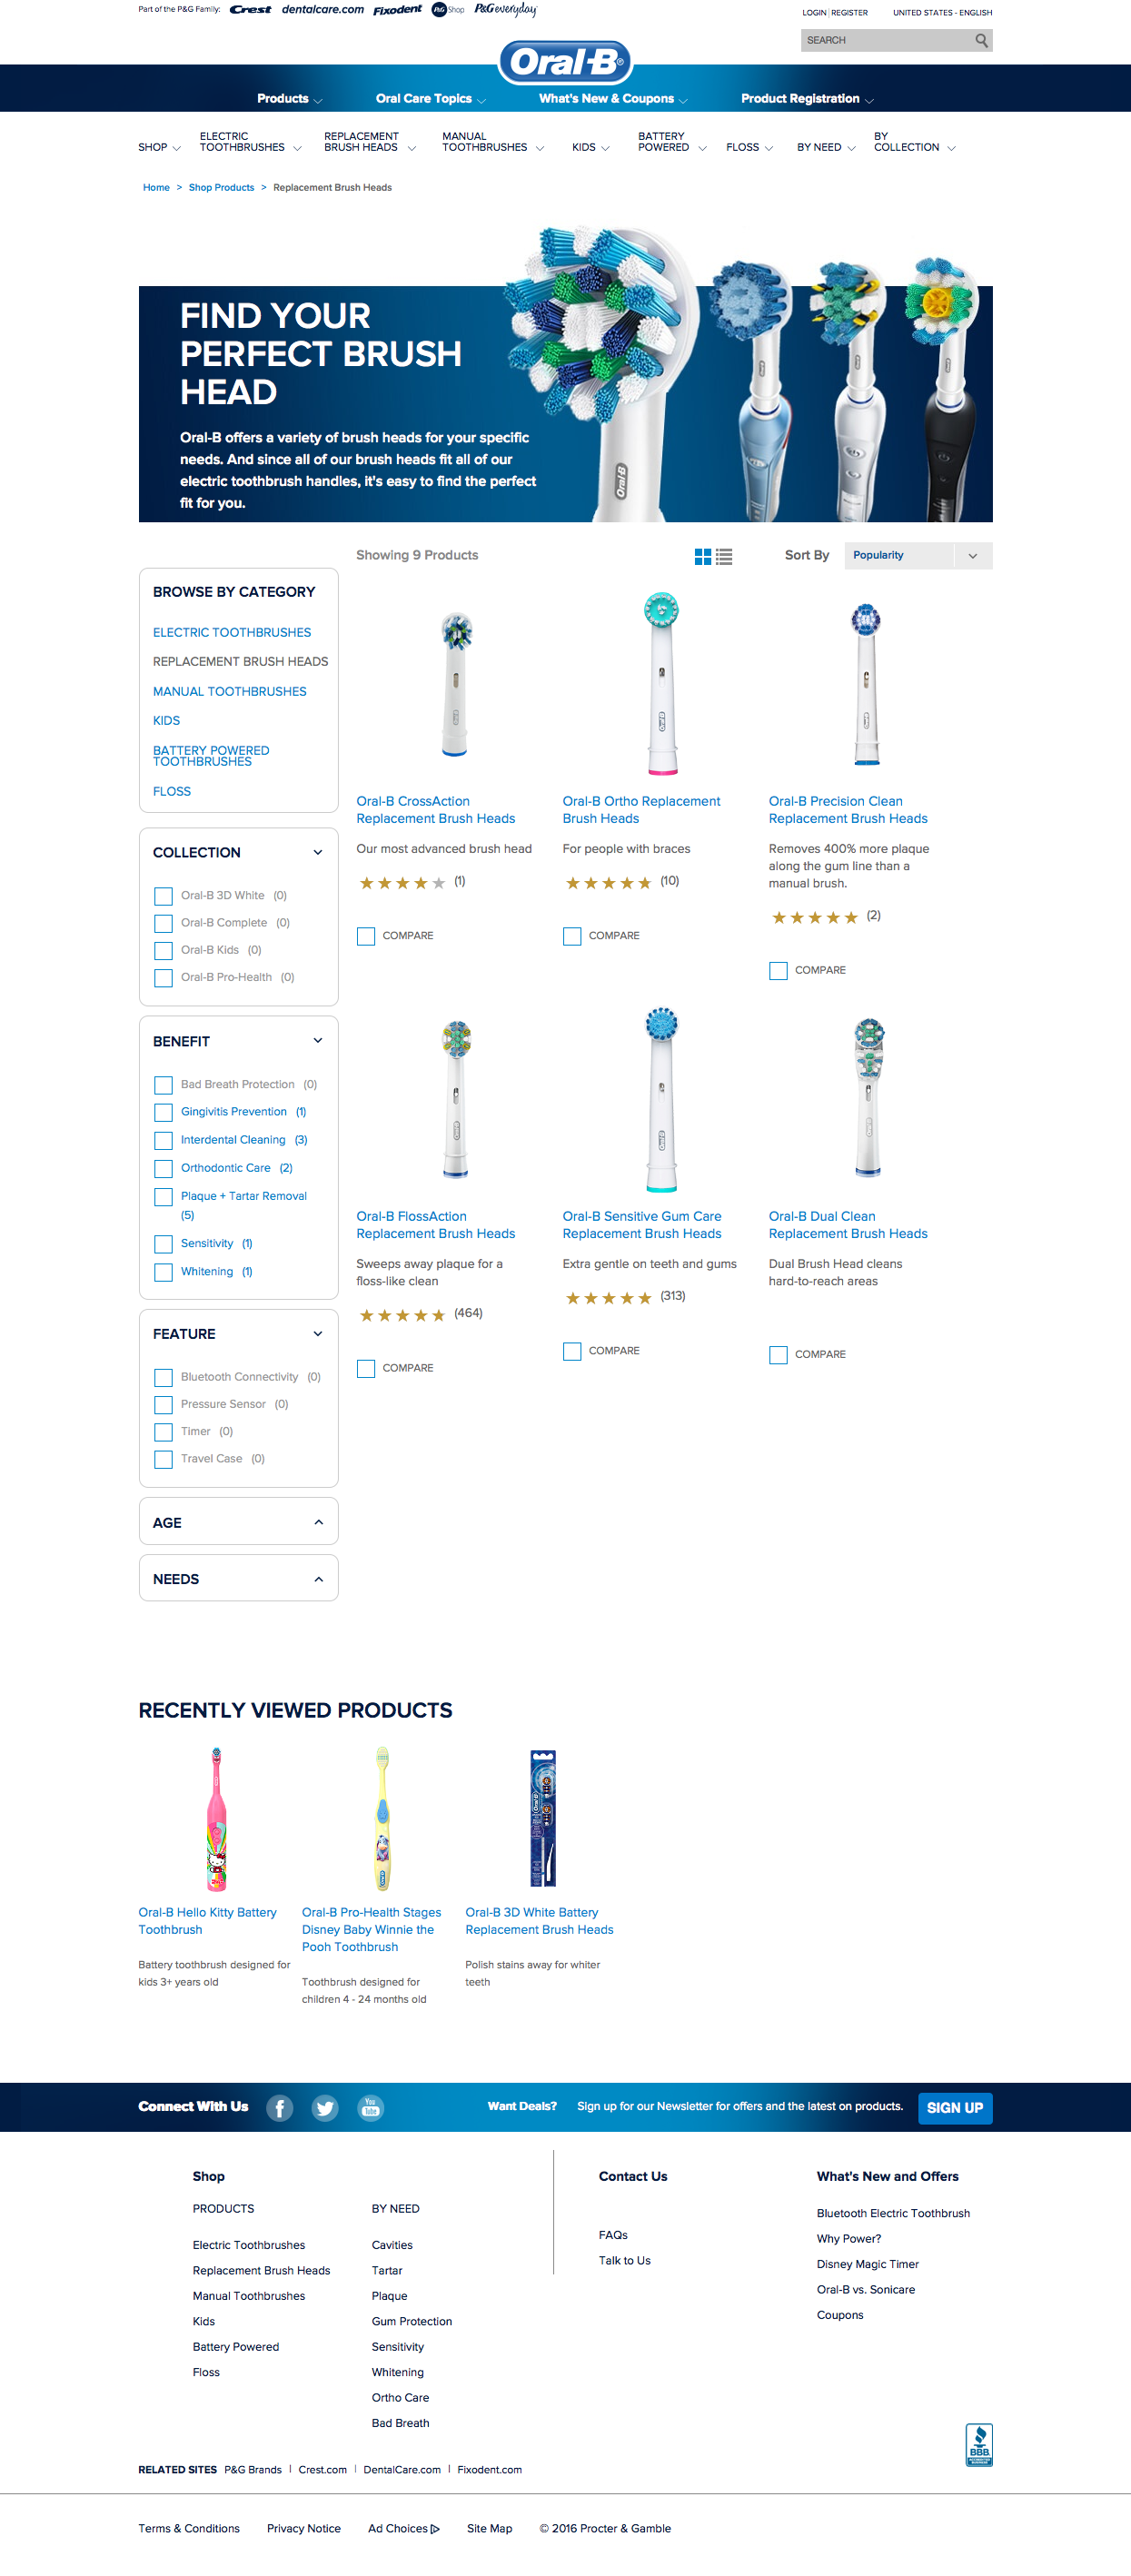 Part of the P&G Family: Crest dentalcare.com Fixodent P&G Shop P&G everyday
LOGIN | REGISTER UNITED STATES - ENGLISH
SEARCH
Oral-B
Products Oral Care Topics What's New & Coupons Product Registration
SHOP ELECTRIC TOOTHBRUSHES REPLACEMENT BRUSH HEADS MANUAL TOOTHBRUSHES KIDS BATTERY POWERED FLOSS BY NEED BY COLLECTION
Home > Shop Products > Replacement Brush Heads
FIND YOUR
PERFECT BRUSH
HEAD
Oral-B offers a variety of brush heads for your specific
needs. And since all of our brush heads fit all of our
electric toothbrush handles, it's easy to find the perfect
fit for you.
Oral-B
Showing 9 Products
Sort By Popularity
BROWSE BY CATEGORY
ELECTRIC TOOTHBRUSHES
REPLACEMENT BRUSH HEADS
MANUAL TOOTHBRUSHES
KIDS
BATTERY POWERED
TOOTHBRUSHES
FLOSS
COLLECTION
Oral-B 3D White (0)
Oral-B Complete (0)
Oral-B Kids (0)
Oral-B Pro-Health (0)
BENEFIT
Bad Breath Protection (0)
Gingivitis Prevention (1)
Interdental Cleaning (3)
Orthodontic Care (2)
Plaque + Tartar Removal
(5)
Sensitivity (1)
Whitening (1)
FEATURE
Bluetooth Connectivity (0)
Pressure Sensor (0)
Timer (0)
Travel Case (0)
AGE
NEEDS
Oral-B CrossAction
Replacement Brush Heads
Our most advanced brush head
(1)
COMPARE
Oral-B Ortho Replacement
Brush Heads
For people with braces
(10)
COMPARE
Oral-B Precision Clean
Replacement Brush Heads
Removes 400% more plaque
along the gum line than a
manual brush.
(2)
COMPARE
Oral-B FlossAction
Replacement Brush Heads
Sweeps away plaque for a
floss-like clean
(464)
COMPARE
Oral-B Sensitive Gum Care
Replacement Brush Heads
Extra gentle on teeth and gums
(313)
COMPARE
Oral-B Dual Clean
Replacement Brush Heads
Dual Brush Head cleans
hard-to-reach areas
COMPARE
RECENTLY VIEWED PRODUCTS
Oral-B Hello Kitty Battery
Toothbrush
Battery toothbrush designed for
kids 3+ years old
Oral-B Pro-Health Stages
Disney Baby Winnie the
Pooh Toothbrush
Toothbrush designed for
children 4 - 24 months old
Oral-B
Oral-B 3D White Battery
Replacement Brush Heads
Polish stains away for whiter
teeth
Connect With Us You Tube Want Deals? Sign up for our Newsletter for offers and the latest on products. SIGN UP
Shop
PRODUCTS
Electric Toothbrushes
Replacement Brush Heads
Manual Toothbrushes
Kids
Battery Powered
Floss
BY NEED
Cavities
Tartar
Plaque
Gum Protection
Sensitivity
Whitening
Ortho Care
Bad Breath
Contact Us
FAQs
Talk to Us
What's New and Offers
Bluetooth Electric Toothbrush
Why Power?
Disney Magic Timer
Oral-B vs. Sonicare
Coupons
BBB
RELATED SITES P&G Brands | Crest.com | DentalCare.com | Fixodent.com
Terms & Conditions Privacy Notice Ad Choices Site Map © 2016 Procter & Gamble